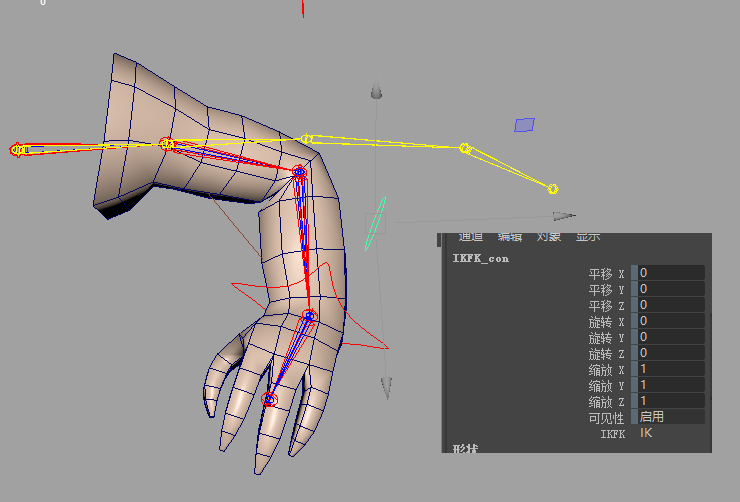 通道 编辑 对象 显示
IKFK_con
平移 X 0
平移 Y 0
平移 Z 0
旋转 X 0
旋转 Y 0
旋转 Z 0
缩放 X 1
缩放 Y 1
缩放 Z 1
可见性 启用
IKFK IK
形状